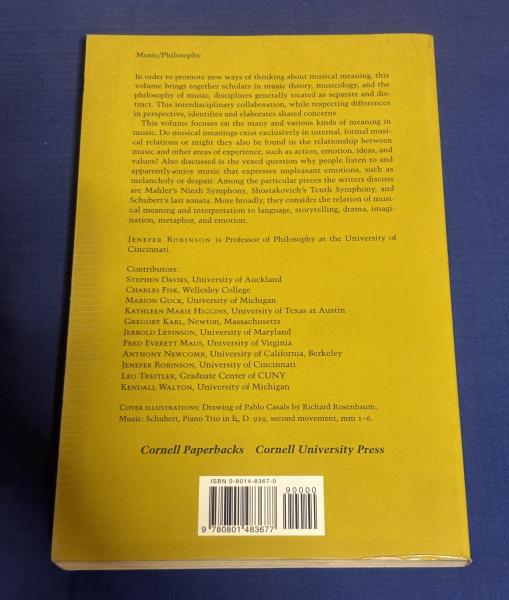 Music/Philosophy
In order to promote new ways of thinking about musical meaning, this
volume brings together scholars in music theory, musicology, and the
philosophy of music, disciplines generally treated as separate and dis-
tinct. This interdisciplinary collaboration, while respecting differences
in perspective, identifies and elaborates shared concerns.
This volume focuses on the many and various kinds of meaning in
music. Do musical meanings exist exclusively in internal, formal musi-
cal relations or might they also be found in the relationship between
music and other areas of experience, such as action, emotion, ideas, and
values? Also discussed is the vexed question why people listen to and
apparently enjoy music that expresses unpleasant emotions, such as
melancholy or despair. Among the particular pieces the writers discuss
are Mahler's Ninth Symphony, Shostakovich's Tenth Symphony, and
Schubert's last sonata. More broadly, they consider the relation of musi-
cal meaning and interpretation to language, storytelling, drama, imagi-
nation, metaphor, and emotion.
JENEFER ROBINSON is Professor of Philosophy at the University of
Cincinnati.
Contributors:
STEPHEN DAVIES, University of Auckland
CHARLES FISK, Wellesley College
MARION GUCK, University of Michigan
KATHLEEN MARIE HIGGINS, University of Texas at Austin
GREGORY KARL, Newton, Massachusetts
JERROLD LEVINSON, University of Maryland
FRED EVERETT MAUS, University of Virginia
ANTHONY NEWCOMB, University of California, Berkeley
JENEFER ROBINSON, University of Cincinnati
LEO TREITLER, Graduate Center of CUNY
KENDALL WALTON, University of Michigan
COVER ILLUSTRATIONS: Drawing of Pablo Casals by Richard Rosenbaum.
Music: Schubert, Piano Trio in E♭, D. 929, second movement, mm 1–6.
Cornell Paperbacks Cornell University Press
ISBN 0-8014-8367-0
90000
9 780801 483677